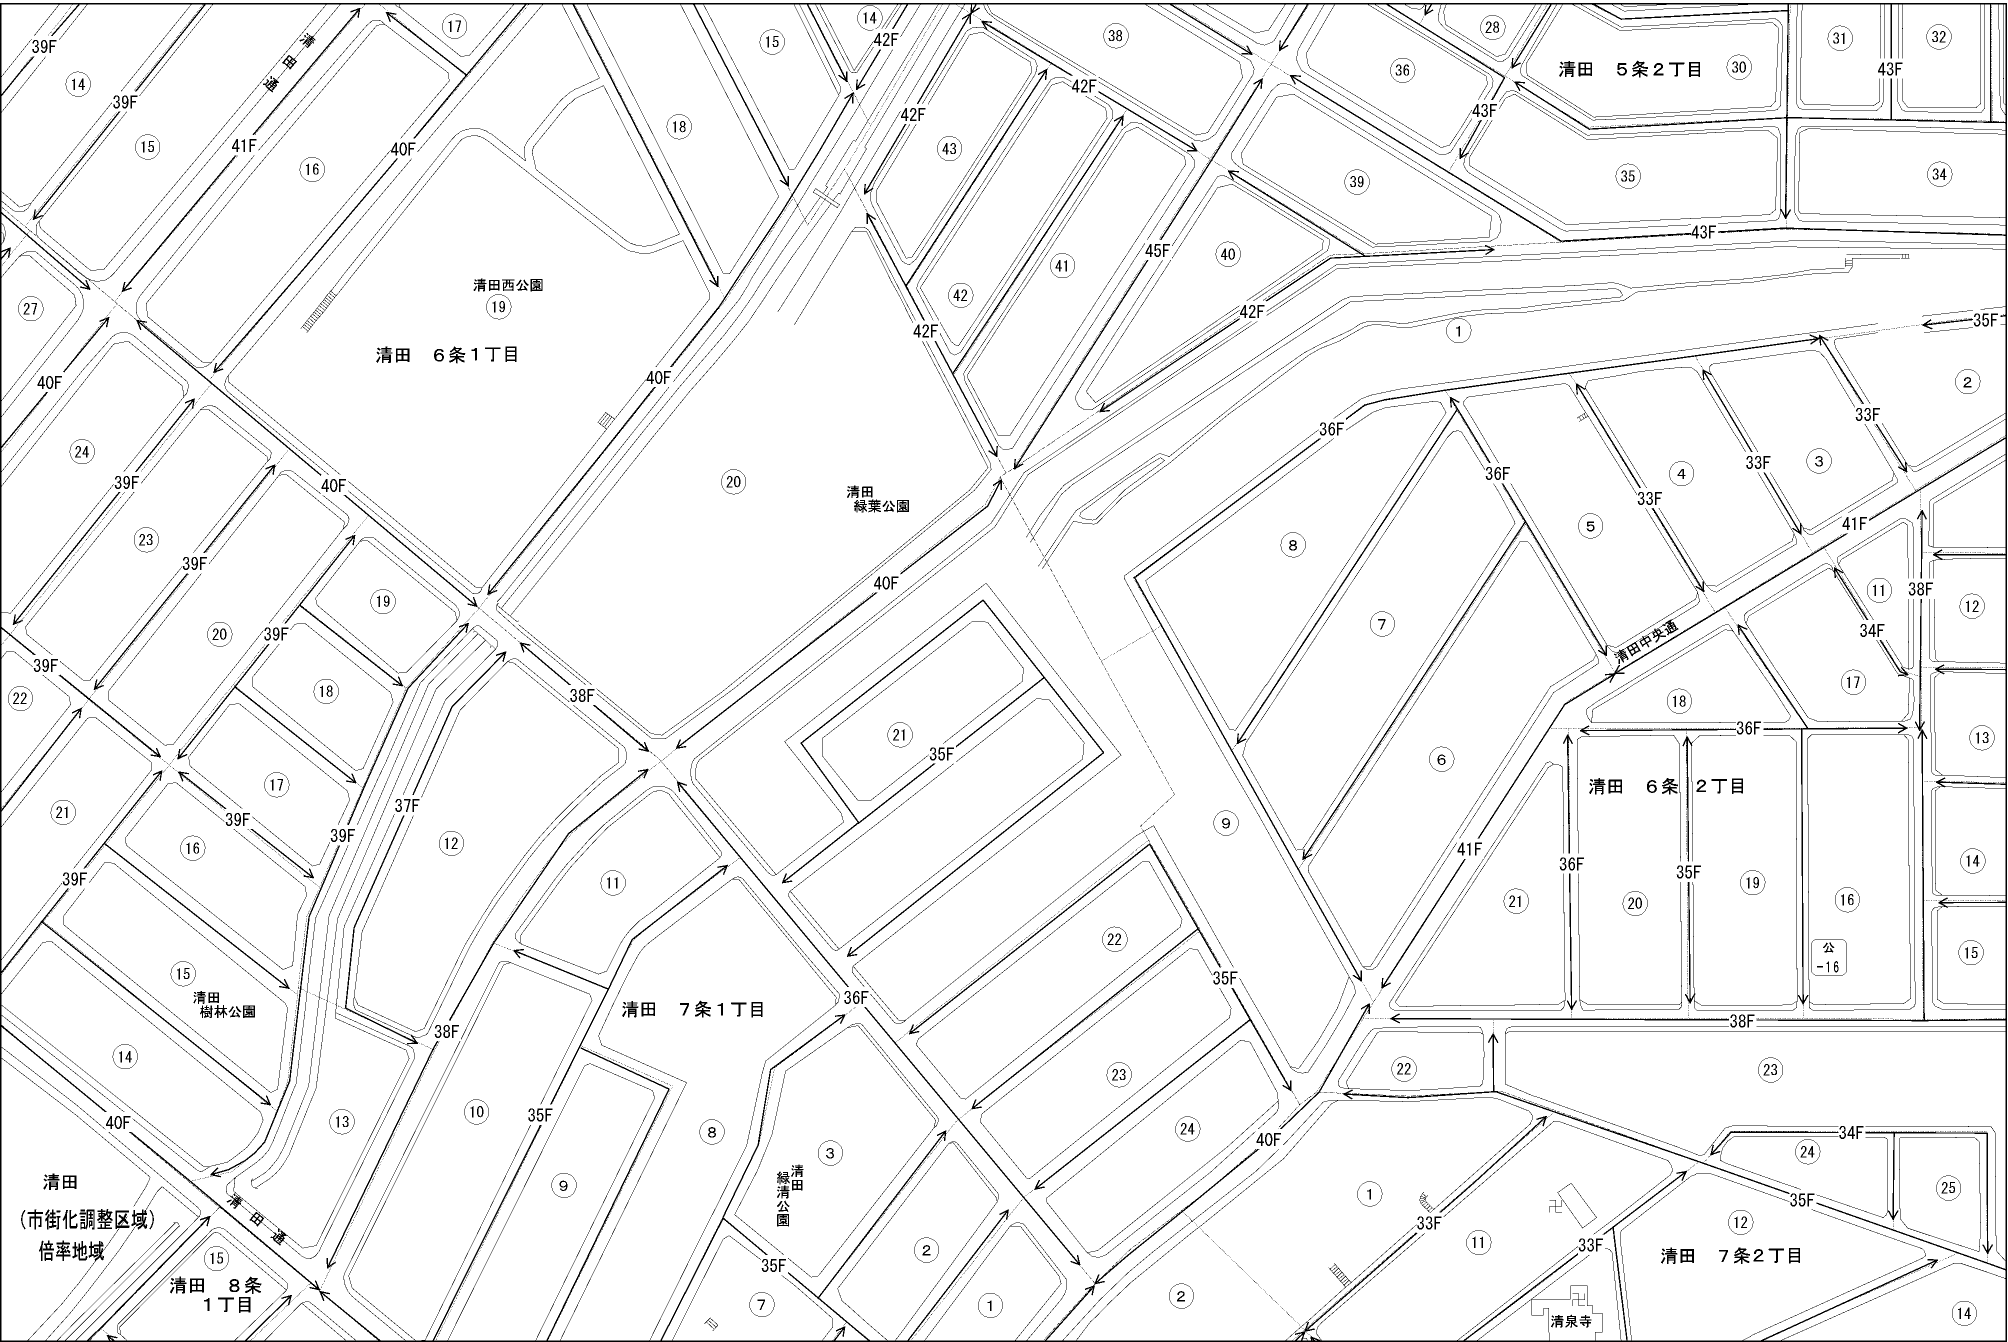 17
14
15
38
28
31
32
39F
42F
清田通
清田 5条2丁目
30
36
14
39F
42F
43F
43F
18
15
41F
40F
42F
43
16
39
35
34
45F
43F
27
清田西公園
19
42
41
40
42F
42F
1
35F
清田 6条1丁目
40F
40F
2
33F
36F
24
39F
40F
20
清田
緑葉公園
36F
33F
33F
3
4
5
41F
23
39F
8
19
40F
38F
11
12
39F
20
7
34F
清田中央通
39F
22
18
38F
17
18
21
35F
36F
13
6
清田 6条2丁目
17
37F
21
39F
39F
12
9
16
41F
36F
35F
14
39F
11
19
20
16
21
22
公
-16
15
15
清田
樹林公園
35F
36F
清田 7条1丁目
38F
38F
14
22
23
23
10
35F
13
40F
8
24
40F
34F
3
24
清田
緑清公園
清田
9
1
25
35F
(市街化調整区域)
倍率地域
清田通
33F
12
2
11
33F
清田 7条2丁目
15
35F
清田 8条
1丁目
7
1
2
清泉寺
14